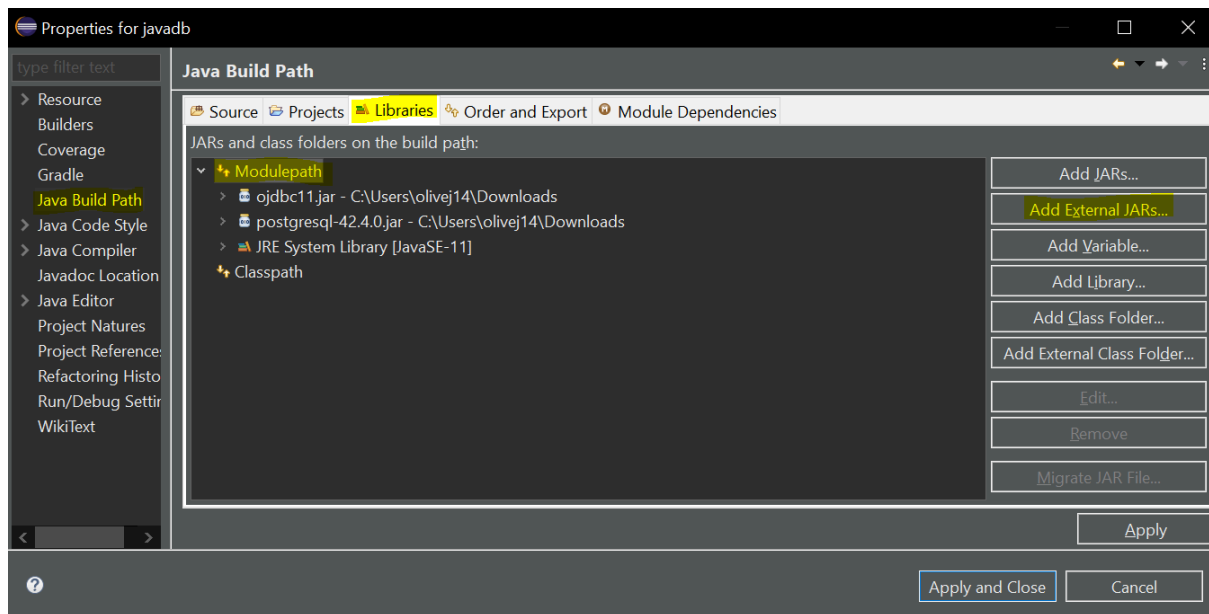 Properties for javadb
type filter text
Java Build Path
Resource
Builders
Coverage
Gradle
Java Build Path
Java Code Style
Java Compiler
Javadoc Location
Java Editor
Project Natures
Project Reference
Refactoring Histo
Run/Debug Settin
WikiText
Source Projects Libraries Order and Export Module Dependencies
JARs and class folders on the build path:
Modulepath
ojdbc11.jar - C:\Users\olivej14\Downloads
postgresql-42.4.0.jar - C:\Users\olivej14\Downloads
JRE System Library [JavaSE-11]
Classpath
Add JARs...
Add External JARs...
Add Variable...
Add Library...
Add Class Folder...
Add External Class Folder...
Edit...
Remove
Migrate JAR File...
Apply
Apply and Close Cancel